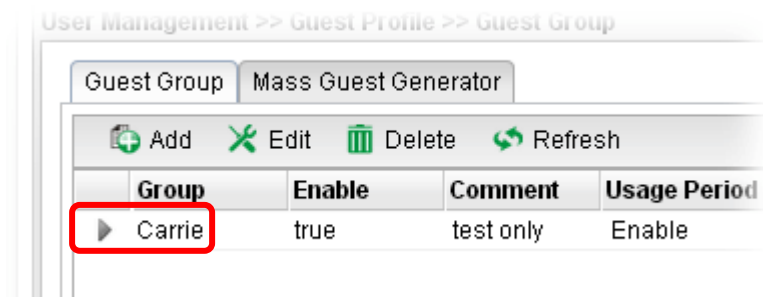 User Management >> Guest Profile >> Guest Group
Guest Group Mass Guest Generator
Add Edit Delete Refresh
Group Enable Comment Usage Period
Carrie true test only Enable